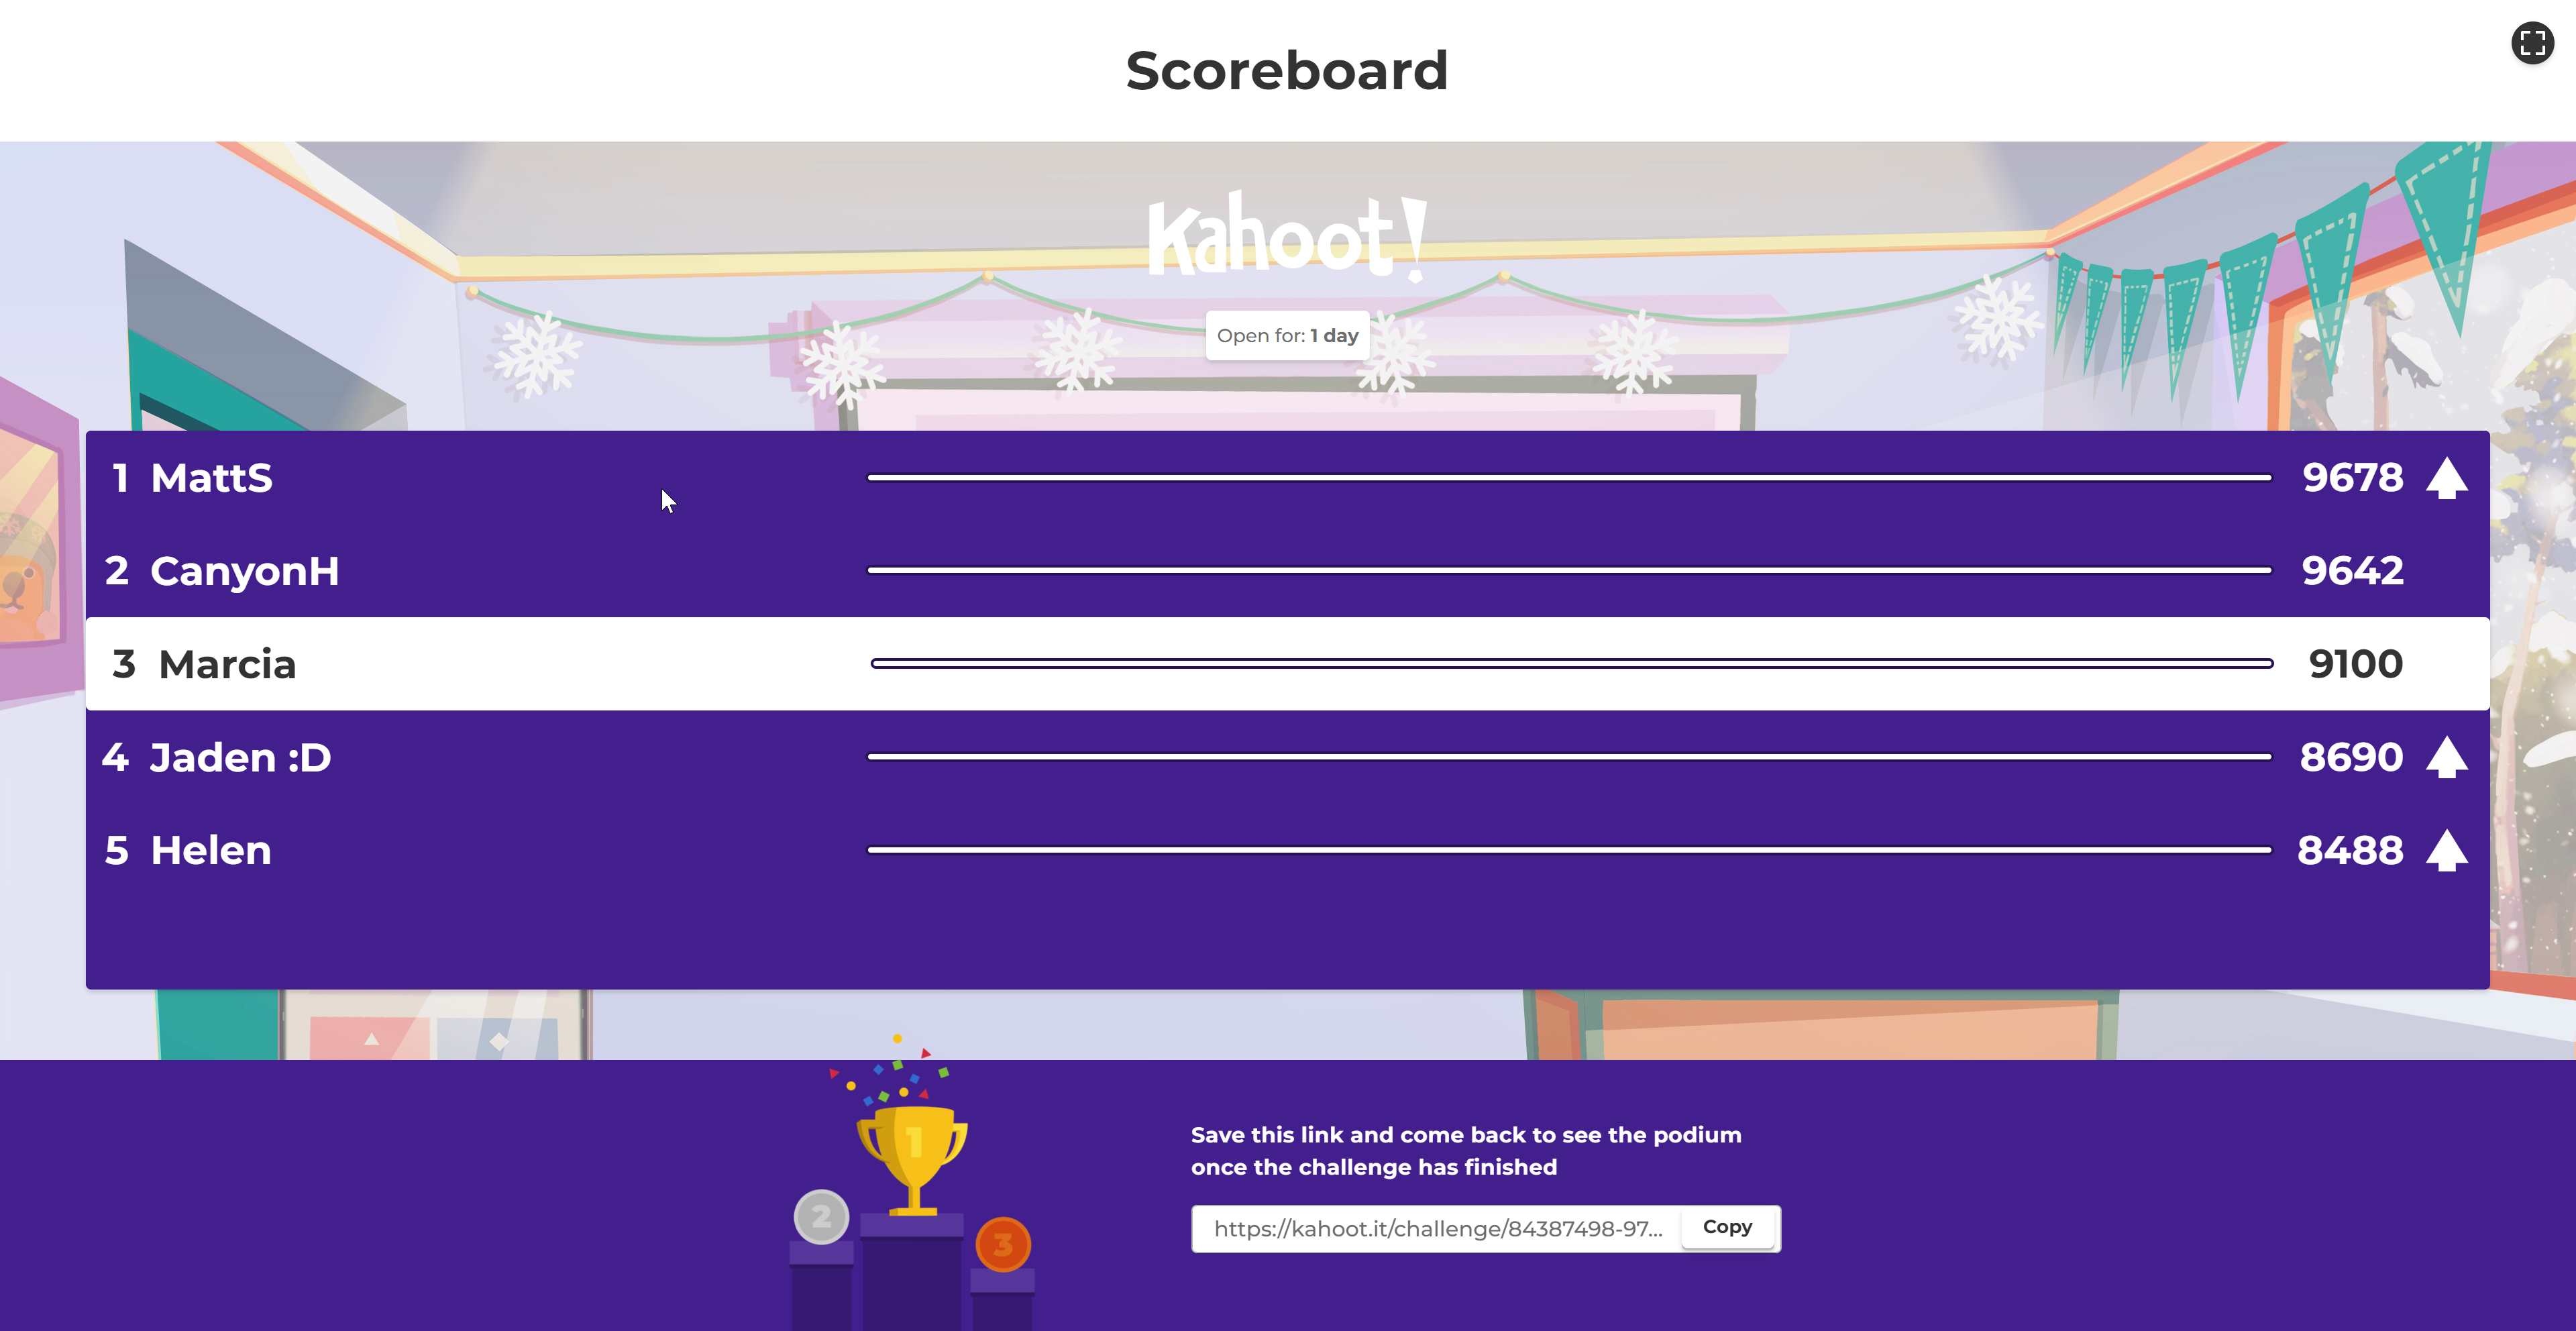 Scoreboard
Kahoot!
Open for: 1 day
1 MattS 9678
2 CanyonH 9642
3 Marcia 9100
4 Jaden :D 8690
5 Helen 8488
1
2
3
Save this link and come back to see the podium
once the challenge has finished
https://kahoot.it/challenge/84387498-97... Copy